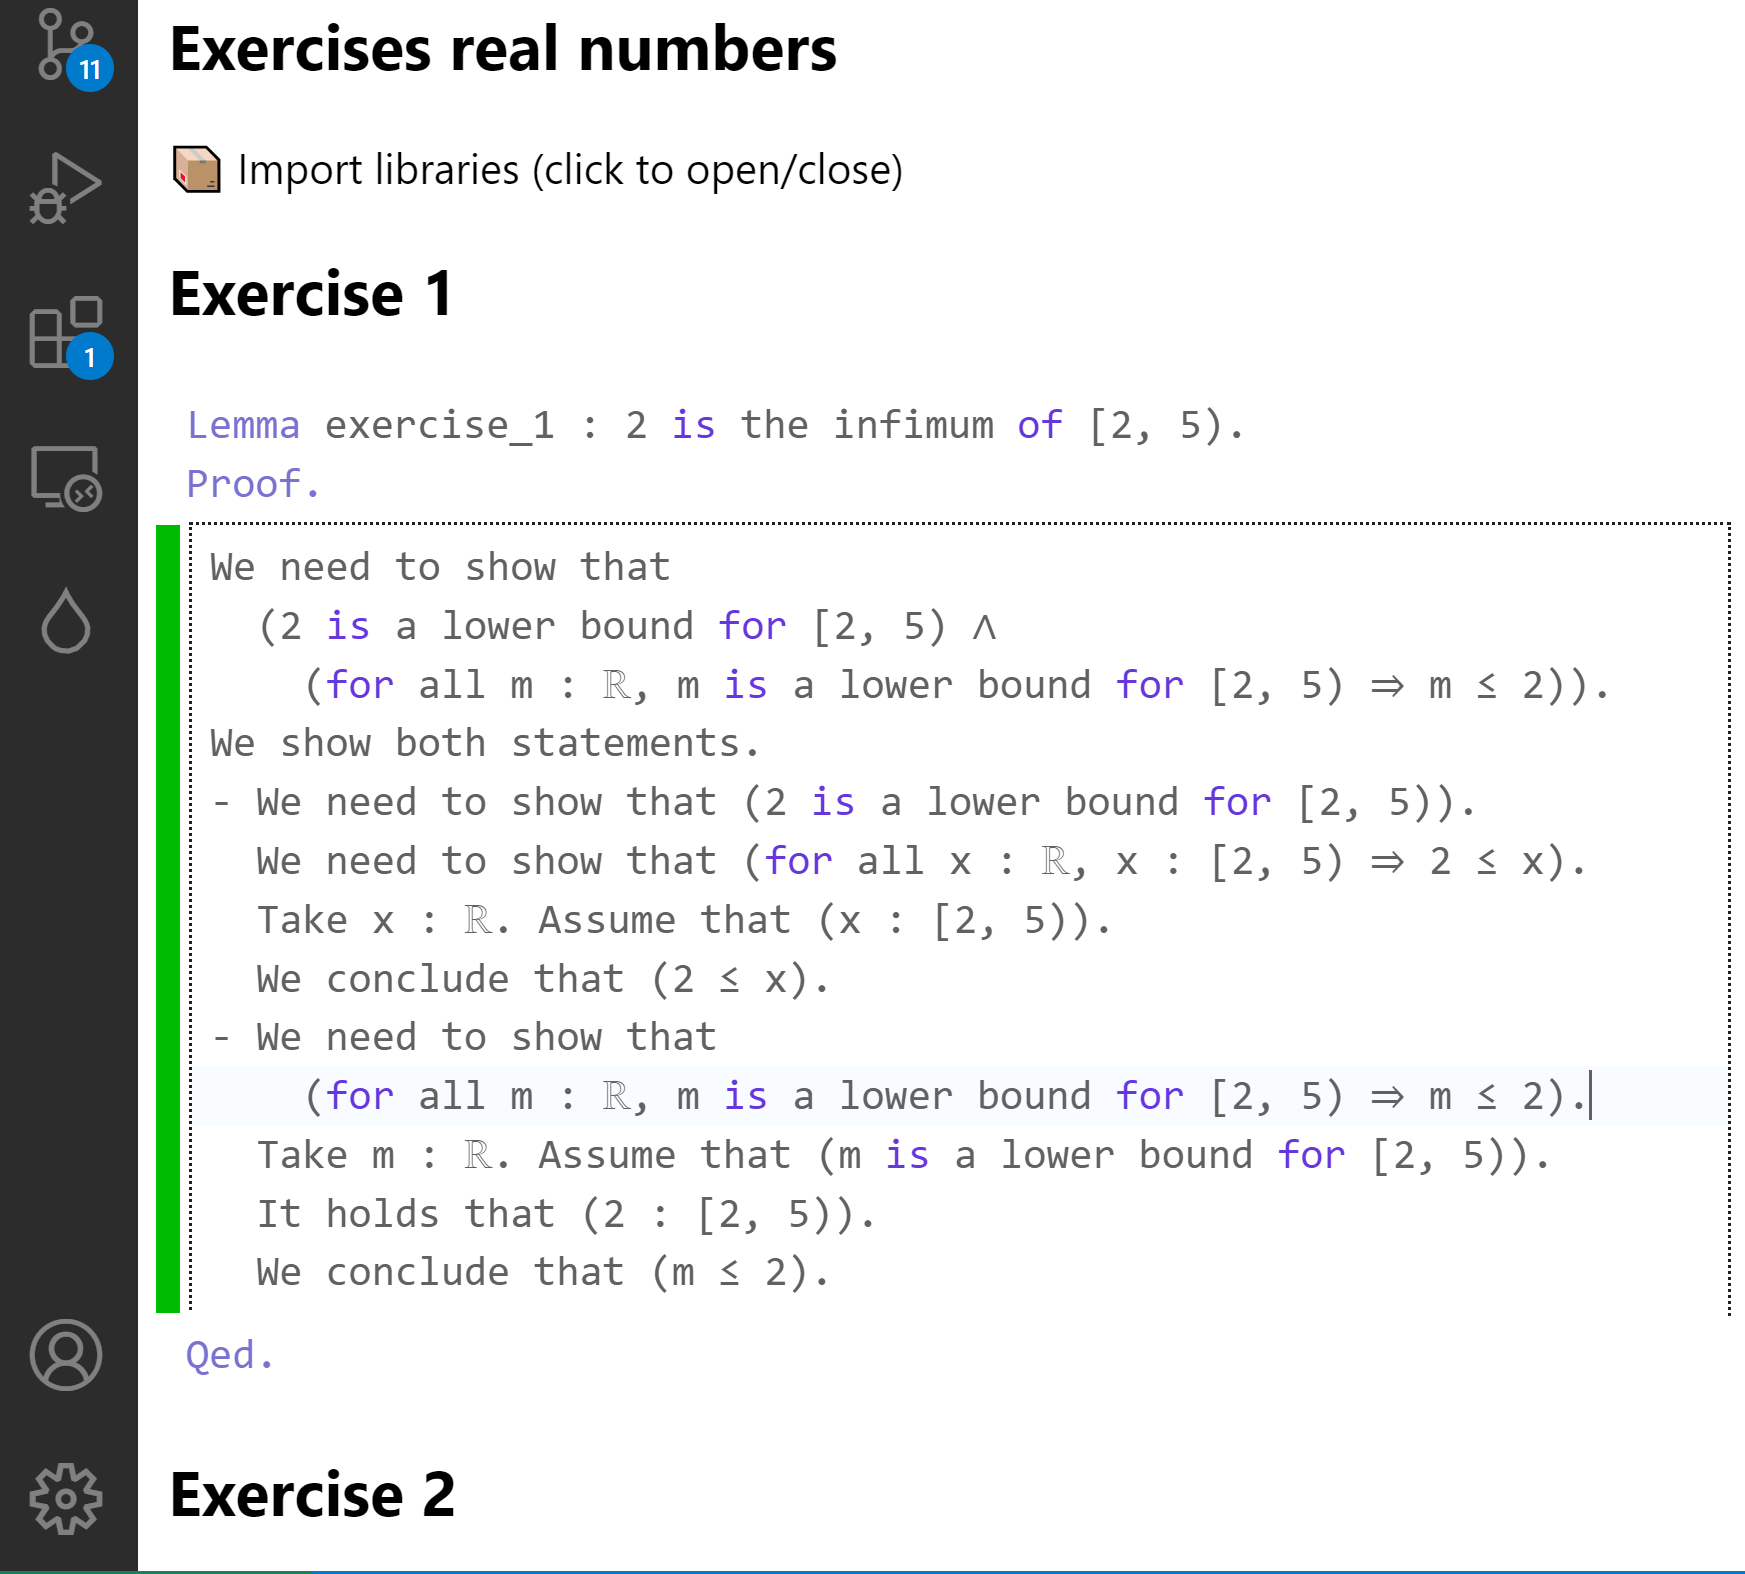 11
Exercises real numbers
Import libraries (click to open/close)
Exercise 1
1
Lemma exercise_1 : 2 is the infimum of [2, 5).
Proof.
We need to show that
(2 is a lower bound for [2, 5) ∧
(for all m : ℝ, m is a lower bound for [2, 5) ⇒ m ≤ 2)).
We show both statements.
- We need to show that (2 is a lower bound for [2, 5)).
We need to show that (for all x : ℝ, x : [2, 5) ⇒ 2 ≤ x).
Take x : ℝ. Assume that (x : [2, 5)).
We conclude that (2 ≤ x).
- We need to show that
(for all m : ℝ, m is a lower bound for [2, 5) ⇒ m ≤ 2).
Take m : ℝ. Assume that (m is a lower bound for [2, 5)).
It holds that (2 : [2, 5)).
We conclude that (m ≤ 2).
Qed.
Exercise 2